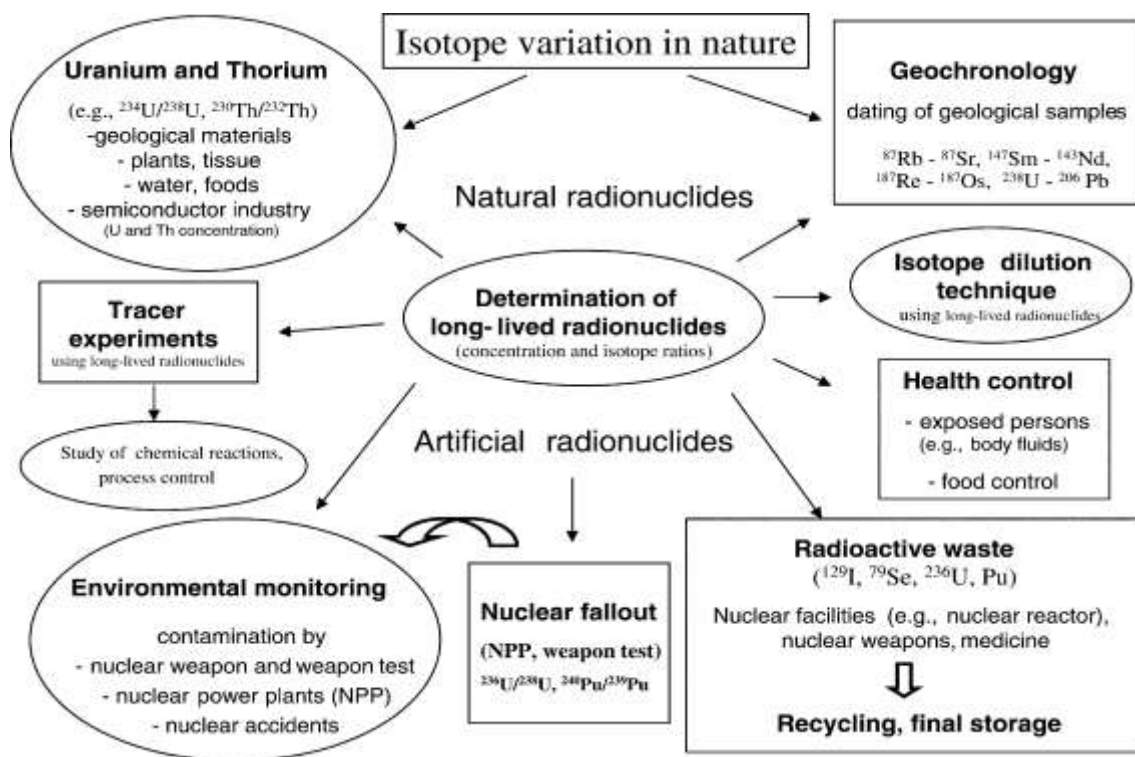 Isotope variation in nature
Uranium and Thorium
(e.g., ²³⁴U/²³⁸U, ²³⁰Th/²³²Th)
-geological materials
- plants, tissue
- water, foods
- semiconductor industry
(U and Th concentration)
Geochronology
dating of geological samples
⁸⁷Rb - ⁸⁷Sr, ¹⁴⁷Sm - ¹⁴³Nd,
¹⁸⁷Re - ¹⁸⁷Os, ²³⁸U - ²⁰⁶ Pb
Natural radionuclides
Tracer
experiments
using long-lived radionuclides
Determination of
long-lived radionuclides
(concentration and isotope ratios)
Isotope dilution
technique
using long-lived radionuclides
Health control
- exposed persons
(e.g., body fluids)
- food control
Study of chemical reactions,
process control
Artificial radionuclides
Environmental monitoring
contamination by
- nuclear weapon and weapon test
- nuclear power plants (NPP)
- nuclear accidents
Nuclear fallout
(NPP, weapon test)
²³⁶U/²³⁸U, ²⁴⁰Pu/²³⁹Pu
Radioactive waste
(¹²⁹I, ⁷⁹Se, ²³⁶U, Pu)
Nuclear facilities (e.g., nuclear reactor),
nuclear weapons, medicine
Recycling, final storage